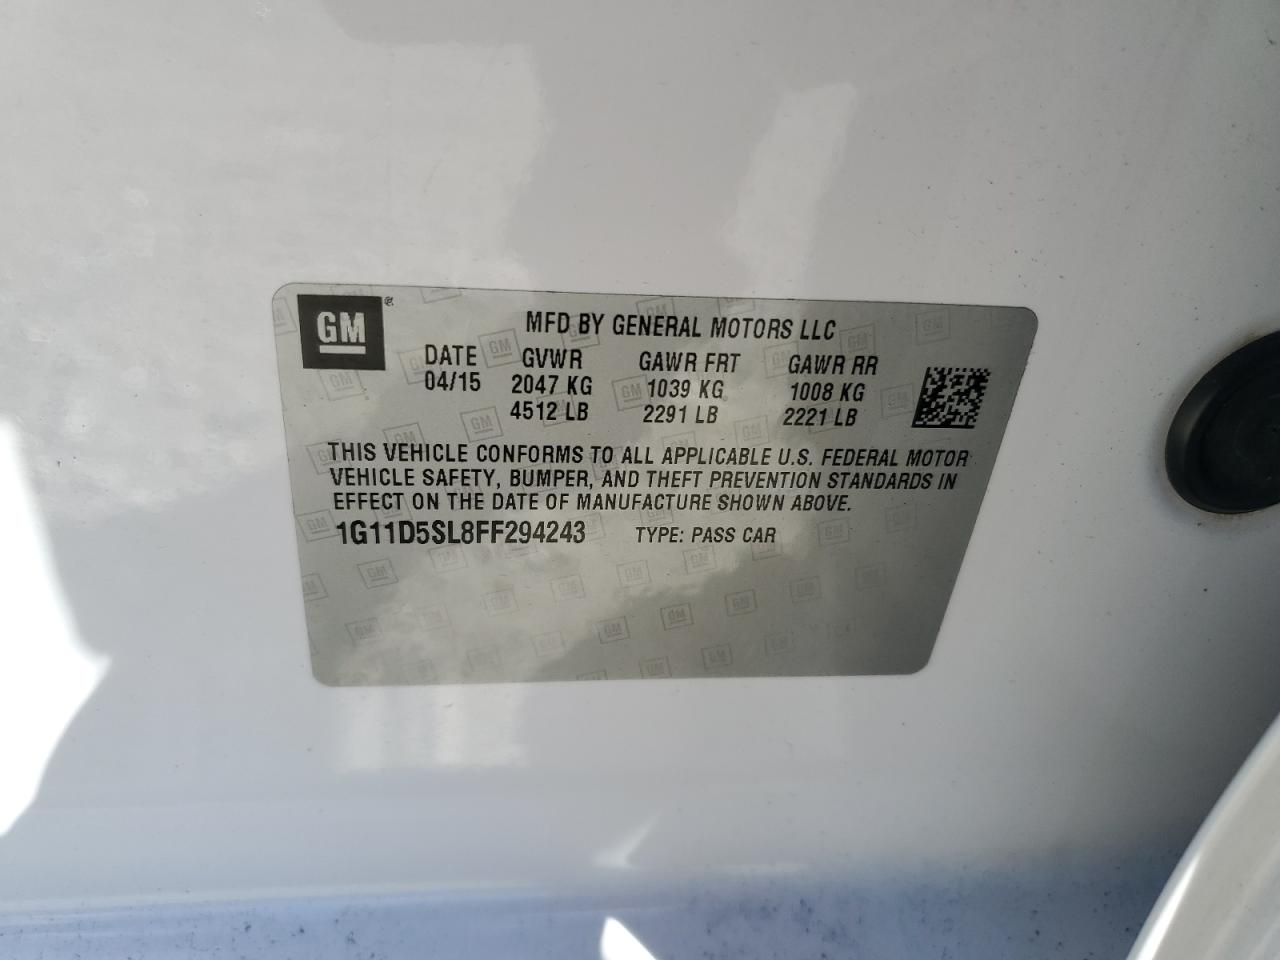 GM
MFD BY GENERAL MOTORS LLC
DATE GVWR GAWR FRT GAWR RR
04/15 2047 KG 1039 KG 1008 KG
4512 LB 2291 LB 2221 LB
THIS VEHICLE CONFORMS TO ALL APPLICABLE U.S. FEDERAL MOTOR
VEHICLE SAFETY, BUMPER, AND THEFT PREVENTION STANDARDS IN
EFFECT ON THE DATE OF MANUFACTURE SHOWN ABOVE.
1G11D5SL8FF294243 TYPE: PASS CAR